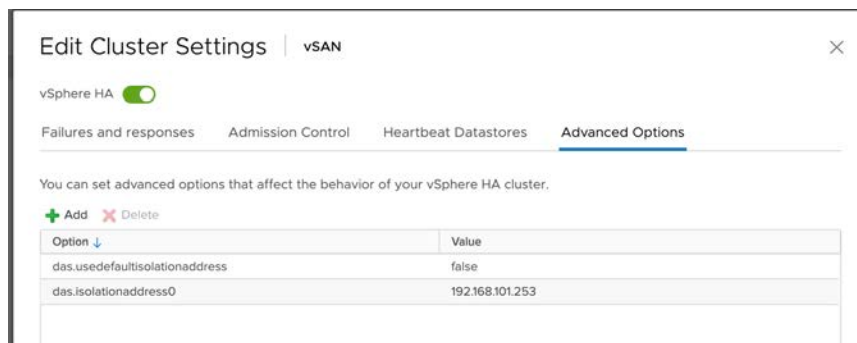 Edit Cluster Settings | vSAN
vSphere HA
Failures and responses Admission Control Heartbeat Datastores Advanced Options
You can set advanced options that affect the behavior of your vSphere HA cluster.
Add Delete
Option Value
das.usedefaultisolationaddress false
das.isolationaddress0 192.168.101.253